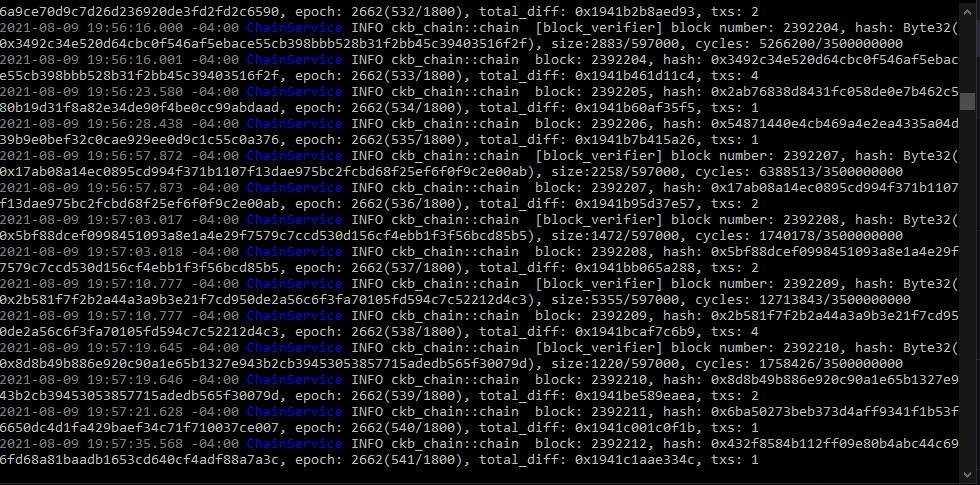 6a9ce70d9c7d26d236920de3fd2fd2c6590, epoch: 2662(532/1800), total_diff: 0x1941b2b8aed93, txs: 2
2021-08-09 19:56:16.000 -04:00 ChainService INFO ckb_chain::chain  [block_verifier] block number: 2392204, hash: Byte32(
0x3492c34e520d64cbc0f546af5ebace55cb398bbb528b31f2bb45c39403516f2f), size:2883/597000, cycles: 5266200/3500000000
2021-08-09 19:56:16.001 -04:00 ChainService INFO ckb_chain::chain  block: 2392204, hash: 0x3492c34e520d64cbc0f546af5ebac
e55cb398bbb528b31f2bb45c39403516f2f, epoch: 2662(533/1800), total_diff: 0x1941b461d11c4, txs: 4
2021-08-09 19:56:23.580 -04:00 ChainService INFO ckb_chain::chain  block: 2392205, hash: 0x2ab76838d8431fc058de0e7b462c5
80b19d31f8a82e34de90f4be0cc99abdaad, epoch: 2662(534/1800), total_diff: 0x1941b60af35f5, txs: 1
2021-08-09 19:56:28.438 -04:00 ChainService INFO ckb_chain::chain  block: 2392206, hash: 0x54871440e4cb469a4e2ea4335a04d
39b9e0bef32c0cae929ee0d9c1c55c0a376, epoch: 2662(535/1800), total_diff: 0x1941b7b415a26, txs: 1
2021-08-09 19:56:57.872 -04:00 ChainService INFO ckb_chain::chain  [block_verifier] block number: 2392207, hash: Byte32(
0x17ab08a14ec0895cd994f371b1107f13dae975bc2fcbd68f25ef6f0f9c2e00ab), size:2258/597000, cycles: 6388513/3500000000
2021-08-09 19:56:57.873 -04:00 ChainService INFO ckb_chain::chain  block: 2392207, hash: 0x17ab08a14ec0895cd994f371b1107
f13dae975bc2fcbd68f25ef6f0f9c2e00ab, epoch: 2662(536/1800), total_diff: 0x1941b95d37e57, txs: 2
2021-08-09 19:57:03.017 -04:00 ChainService INFO ckb_chain::chain  [block_verifier] block number: 2392208, hash: Byte32(
0x5bf88dcef0998451093a8e1a4e29f7579c7ccd530d156cf4ebb1f3f56bcd85b5), size:1472/597000, cycles: 1740178/3500000000
2021-08-09 19:57:03.018 -04:00 ChainService INFO ckb_chain::chain  block: 2392208, hash: 0x5bf88dcef0998451093a8e1a4e29f
7579c7ccd530d156cf4ebb1f3f56bcd85b5, epoch: 2662(537/1800), total_diff: 0x1941bb065a288, txs: 2
2021-08-09 19:57:10.777 -04:00 ChainService INFO ckb_chain::chain  [block_verifier] block number: 2392209, hash: Byte32(
0x2b581f7f2b2a44a3a9b3e21f7cd950de2a56c6f3fa70105fd594c7c52212d4c3), size:5355/597000, cycles: 12713843/3500000000
2021-08-09 19:57:10.777 -04:00 ChainService INFO ckb_chain::chain  block: 2392209, hash: 0x2b581f7f2b2a44a3a9b3e21f7cd95
0de2a56c6f3fa70105fd594c7c52212d4c3, epoch: 2662(538/1800), total_diff: 0x1941bcaf7c6b9, txs: 4
2021-08-09 19:57:19.645 -04:00 ChainService INFO ckb_chain::chain  [block_verifier] block number: 2392210, hash: Byte32(
0x8d8b49b886e920c90a1e65b1327e943b2cb39453053857715adedb565f30079d), size:1220/597000, cycles: 1758426/3500000000
2021-08-09 19:57:19.646 -04:00 ChainService INFO ckb_chain::chain  block: 2392210, hash: 0x8d8b49b886e920c90a1e65b1327e9
43b2cb39453053857715adedb565f30079d, epoch: 2662(539/1800), total_diff: 0x1941be589eaea, txs: 2
2021-08-09 19:57:21.628 -04:00 ChainService INFO ckb_chain::chain  block: 2392211, hash: 0x6ba50273beb373d4aff9341f1b53f
6650dc4d1fa429baef34c71f710037ce007, epoch: 2662(540/1800), total_diff: 0x1941c001c0f1b, txs: 1
2021-08-09 19:57:35.568 -04:00 ChainService INFO ckb_chain::chain  block: 2392212, hash: 0x432f8584b112ff09e80b4abc44c69
6fd68a81baadb1653cd640cf4adf88a7a3c, epoch: 2662(541/1800), total_diff: 0x1941c1aae334c, txs: 1